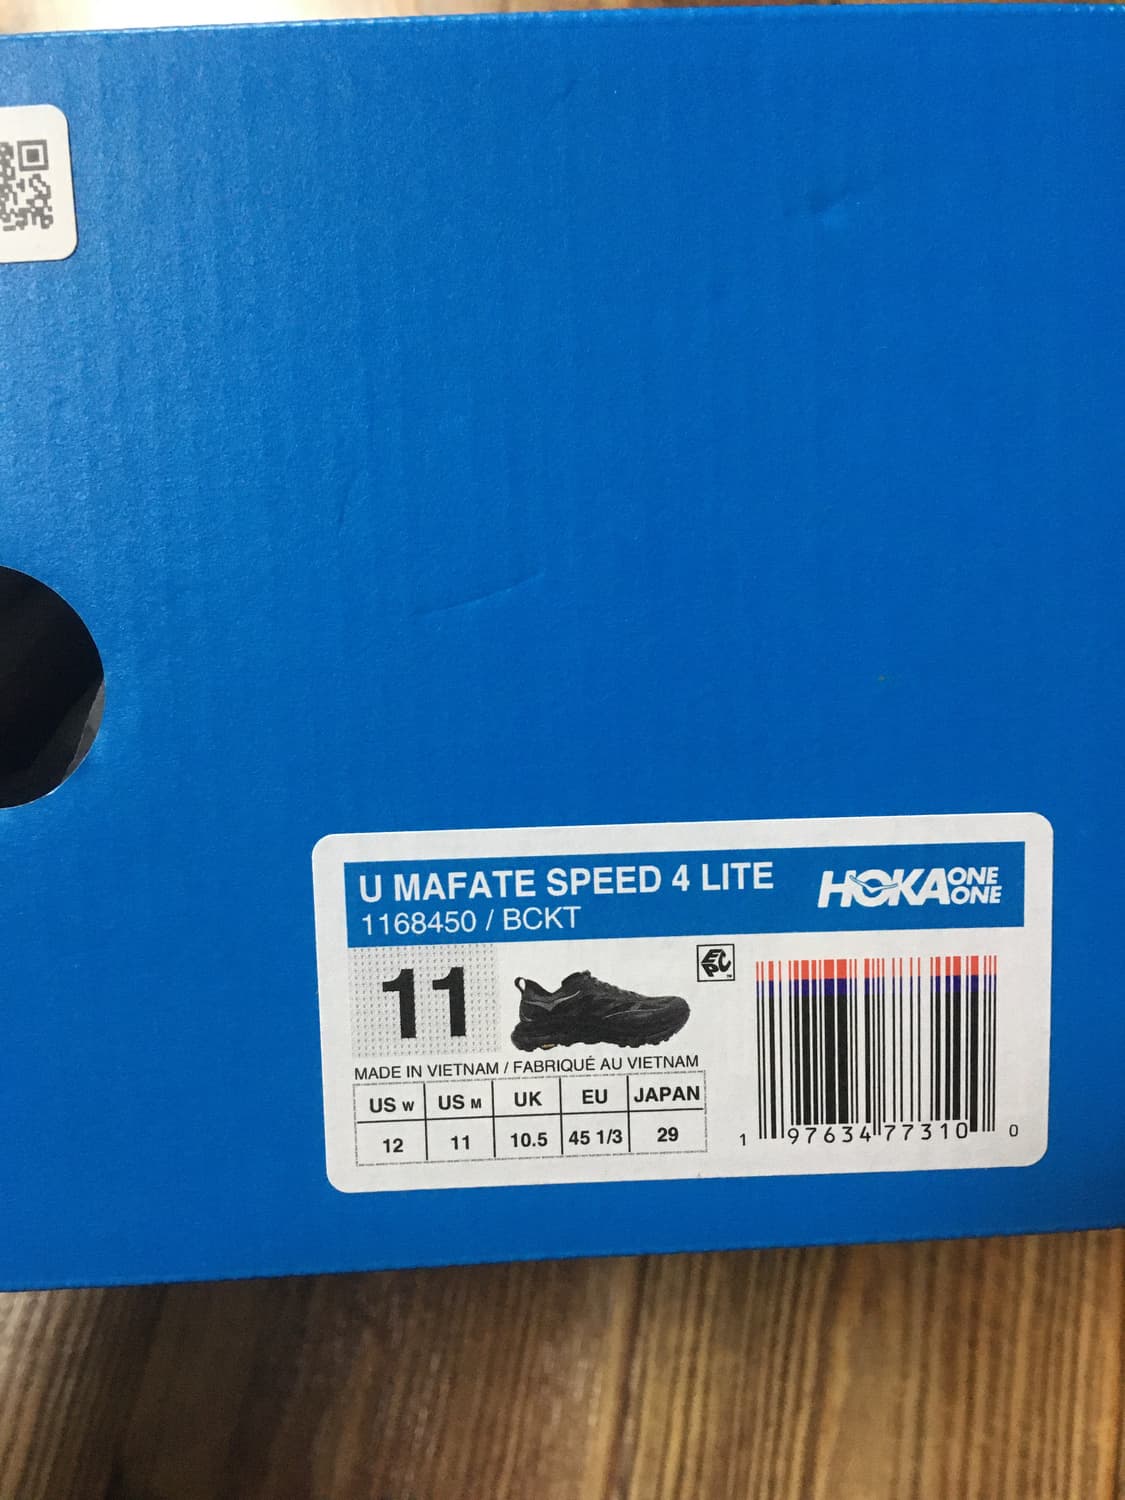 U MAFATE SPEED 4 LITE
1168450 / BCKT
HOKA ONE ONE
11
EPC
MADE IN VIETNAM / FABRIQUÉ AU VIETNAM
US W US M UK EU JAPAN
12 11 10.5 45 1/3 29
1 97634 77310 0